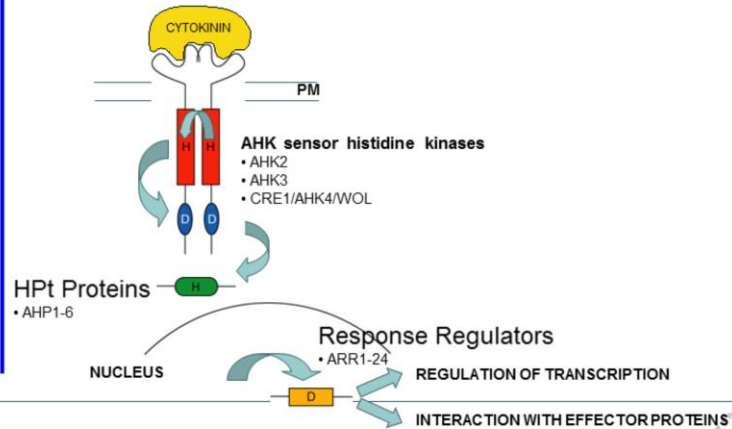 CYTOKININ
PM
H H
AHK sensor histidine kinases
• AHK2
• AHK3
• CRE1/AHK4/WOL
D D
H
HPt Proteins
• AHP1-6
Response Regulators
• ARR1-24
NUCLEUS
REGULATION OF TRANSCRIPTION
D
INTERACTION WITH EFFECTOR PROTEINS